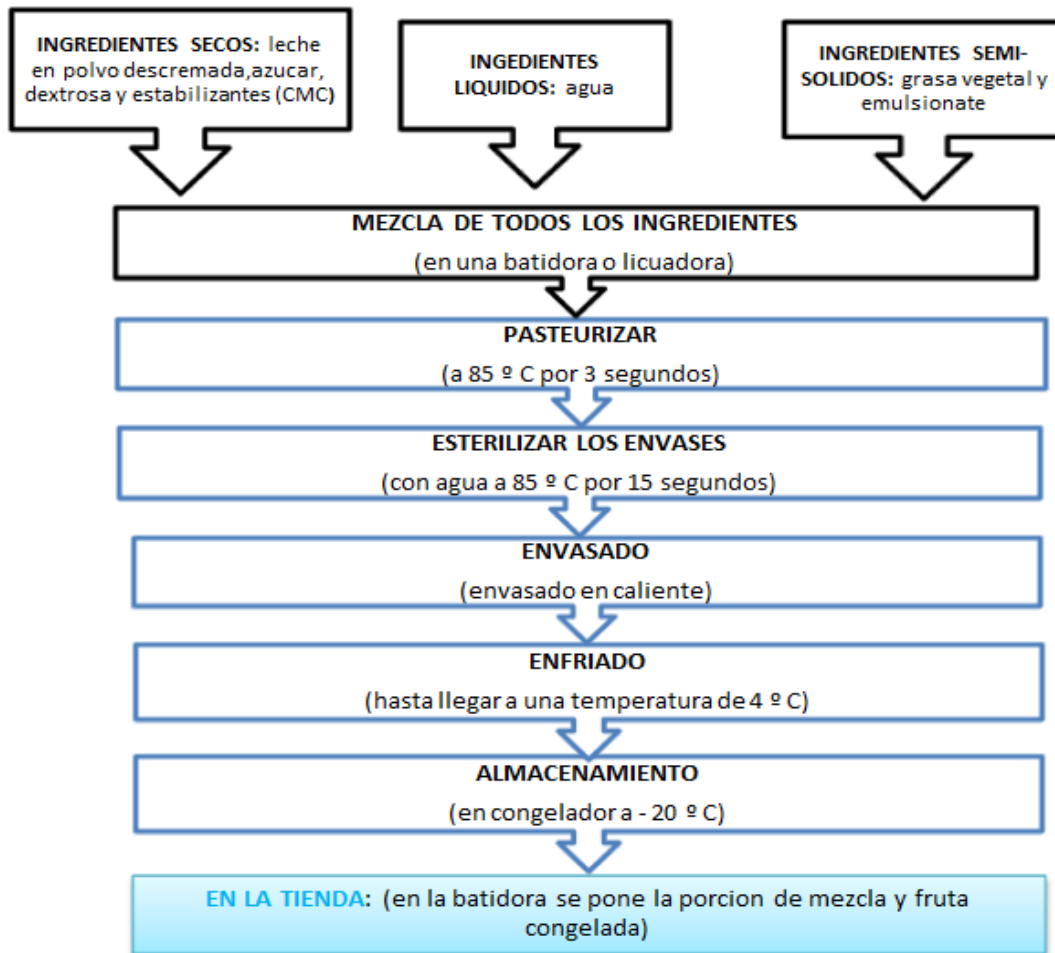 INGREDIENTES SECOS: leche
en polvo descremada,azucar,
dextrosa y estabilizantes (CMC)
INGEDIENTES
LIQUIDOS: agua
INGREDIENTES SEMI-
SOLIDOS: grasa vegetal y
emulsionate
MEZCLA DE TODOS LOS INGREDIENTES
(en una batidora o licuadora)
PASTEURIZAR
(a 85 º C por 3 segundos)
ESTERILIZAR LOS ENVASES
(con agua a 85 º C por 15 segundos)
ENVASADO
(envasado en caliente)
ENFRIADO
(hasta llegar a una temperatura de 4 º C)
ALMACENAMIENTO
(en congelador a - 20 º C)
EN LA TIENDA: (en la batidora se pone la porcion de mezcla y fruta
congelada)